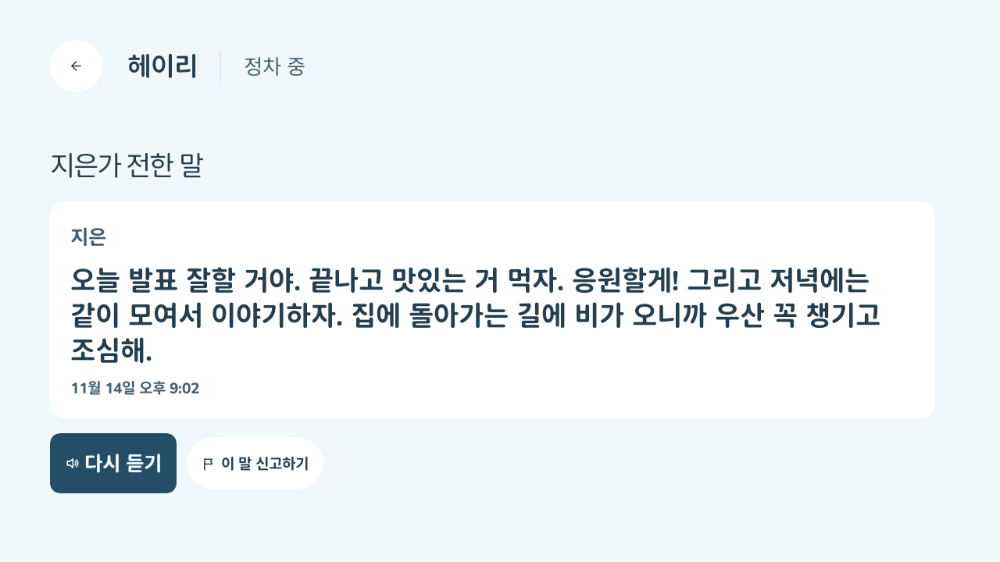 헤이리
정차 중
지은가 전한 말
지은
오늘 발표 잘할 거야. 끝나고 맛있는 거 먹자. 응원할게! 그리고 저녁에는
같이 모여서 이야기하자. 집에 돌아가는 길에 비가 오니까 우산 꼭 챙기고
조심해.
11월 14일 오후 9:02
다시 듣기
이 말 신고하기